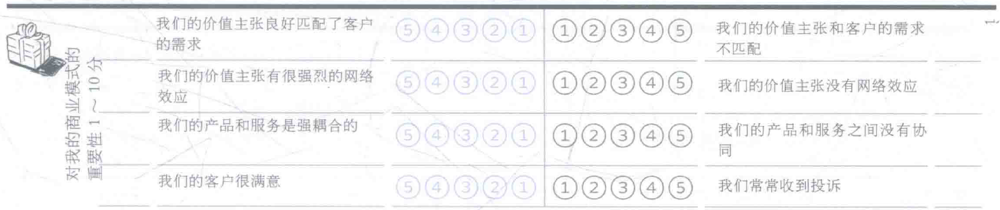 对我的商业模式的
重要性 1～10 分
我们的价值主张良好匹配了客户
的需求
⑤④③②① ①②③④⑤
我们的价值主张和客户的需求
不匹配
我们的价值主张有很强烈的网络
效应
⑤④③②① ①②③④⑤
我们的价值主张没有网络效应
我们的产品和服务是强耦合的
⑤④③②① ①②③④⑤
我们的产品和服务之间没有协
同
我们的客户很满意
⑤④③②① ①②③④⑤
我们常常收到投诉